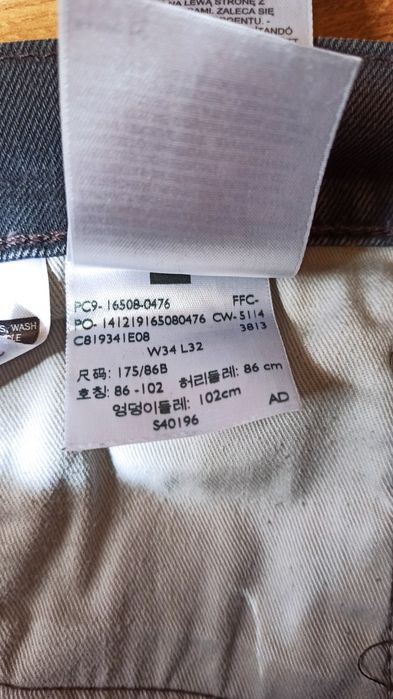 NA LEWĄ STRONĘ Z
ZALECA SIĘ
PC9- 16508-0476 FFC-
PO- 141219165080476 CW- 5114
C819341E08 3813
W34 L32
尺码: 175/86B
호칭: 86 -102 허리둘레: 86 cm
엉덩이둘레: 102cm
S40196 AD
WASH